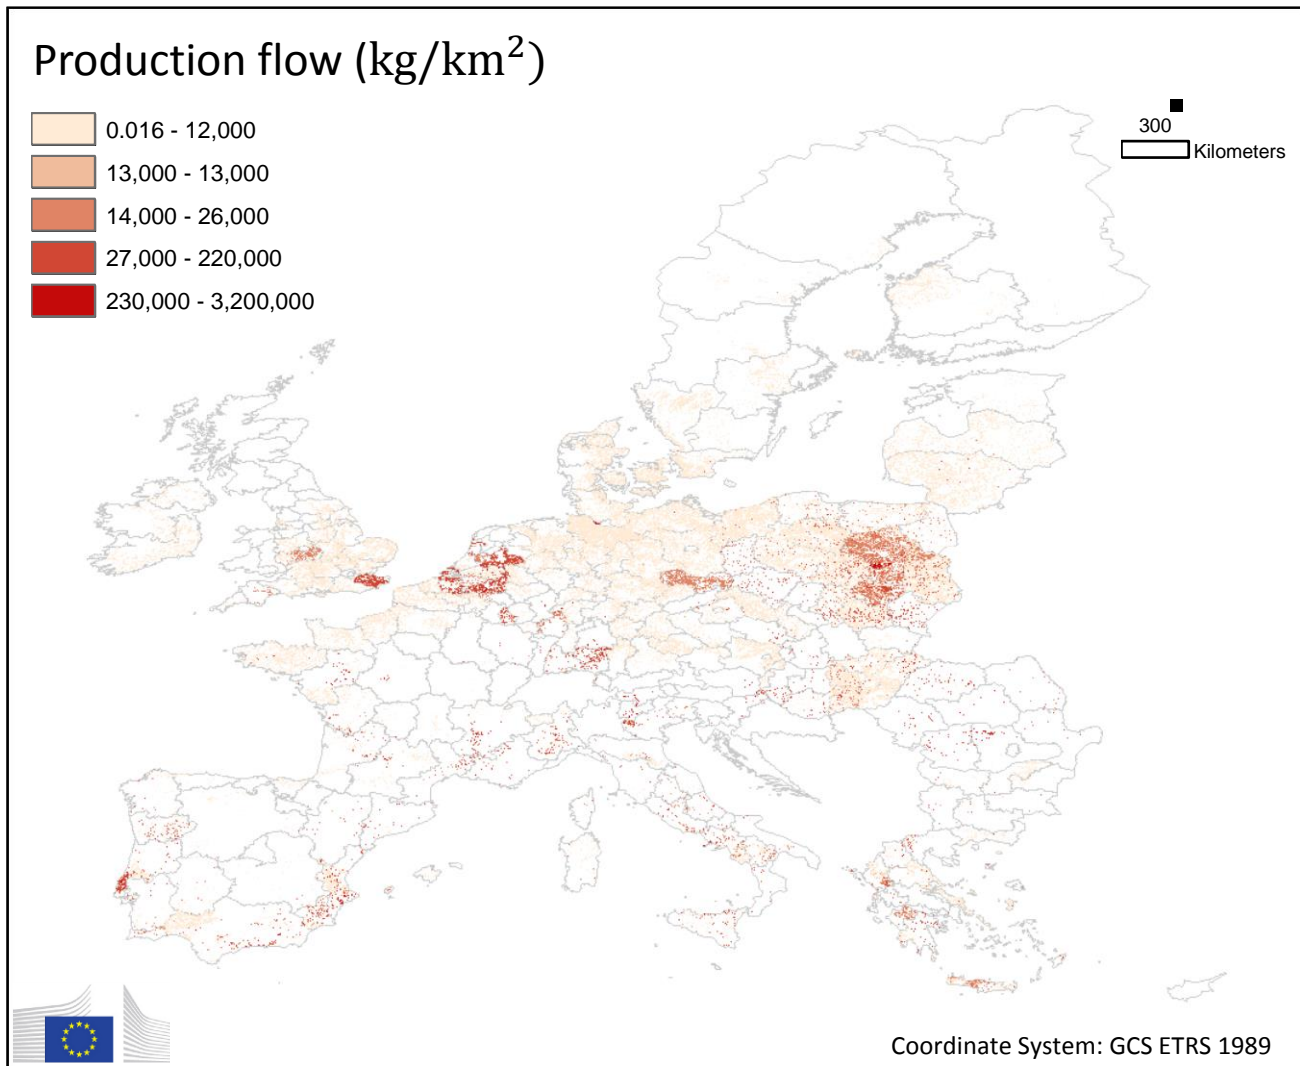 Production flow (kg/km²)
0.016 - 12,000
13,000 - 13,000
14,000 - 26,000
27,000 - 220,000
230,000 - 3,200,000
300
Kilometers
Coordinate System: GCS ETRS 1989